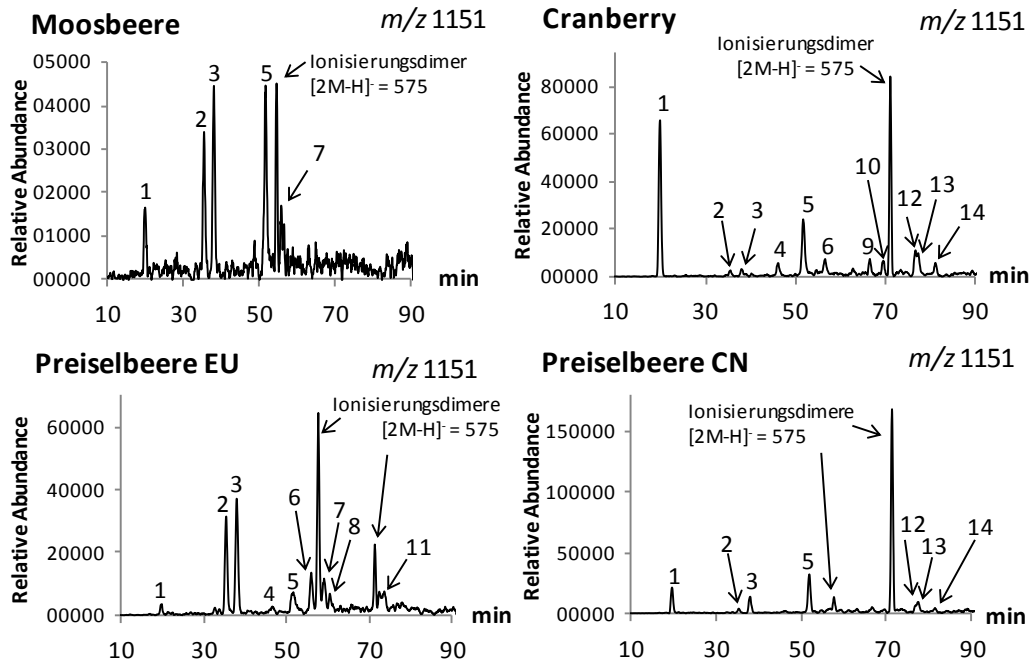 Moosbeere
m/z 1151
Ionisierungsdimer
[2M-H]- = 575
Relative Abundance
05000
04000
03000
02000
01000
00000
1
2
3
5
7
min
10 30 50 70 90
Cranberry
m/z 1151
Ionisierungsdimer
[2M-H]- = 575
Relative Abundance
80000
60000
40000
20000
00000
1
2
3
4
5
6
9
10
12
13
14
min
10 30 50 70 90
Preiselbeere EU
m/z 1151
Ionisierungsdimere
[2M-H]- = 575
Relative Abundance
60000
40000
20000
00000
1
2
3
4
5
6
7
8
11
min
10 30 50 70 90
Preiselbeere CN
m/z 1151
Ionisierungsdimere
[2M-H]- = 575
Relative Abundance
150000
100000
50000
00000
1
2
3
5
12
13
14
min
10 30 50 70 90